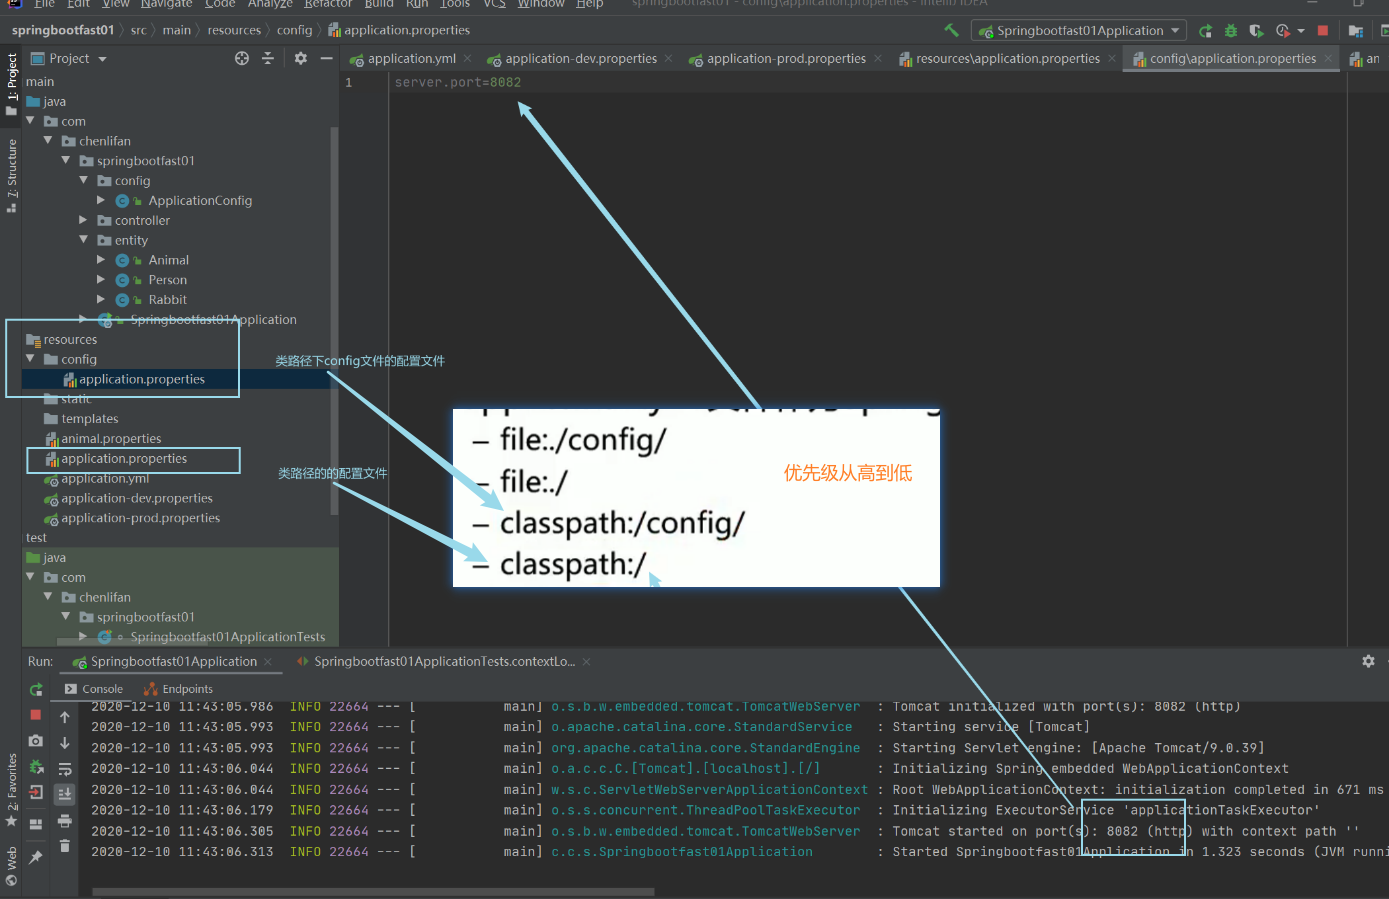 File Edit View Navigate Code Analyze Refactor Build Run Tools VCS Window Help springbootfast01 - config\application.properties - IntelliJ IDEA
springbootfast01 src main resources config application.properties
Springbootfast01Application
Project
application.yml application-dev.properties application-prod.properties resources\application.properties config\application.properties an
1: Project
7: Structure
2: Favorites
Web
main
java
com
chenlifan
springbootfast01
config
ApplicationConfig
controller
entity
Animal
Person
Rabbit
Springbootfast01Application
resources
config
application.properties
static
templates
animal.properties
application.properties
application.yml
application-dev.properties
application-prod.properties
test
java
com
chenlifan
springbootfast01
Springbootfast01ApplicationTests
1 server.port=8082
类路径下config文件的配置文件
类路径的的配置文件
– file:./config/
– file:./
– classpath:/config/
– classpath:/
优先级从高到低
Run: Springbootfast01Application Springbootfast01ApplicationTests.contextLo...
Console Endpoints
2020-12-10 11:43:05.986 INFO 22664 --- [ main] o.s.b.w.embedded.tomcat.TomcatWebServer : Tomcat initialized with port(s): 8082 (http)
2020-12-10 11:43:05.993 INFO 22664 --- [ main] o.apache.catalina.core.StandardService : Starting service [Tomcat]
2020-12-10 11:43:05.993 INFO 22664 --- [ main] org.apache.catalina.core.StandardEngine : Starting Servlet engine: [Apache Tomcat/9.0.39]
2020-12-10 11:43:06.044 INFO 22664 --- [ main] o.a.c.c.C.[Tomcat].[localhost].[/] : Initializing Spring embedded WebApplicationContext
2020-12-10 11:43:06.044 INFO 22664 --- [ main] w.s.c.ServletWebServerApplicationContext : Root WebApplicationContext: initialization completed in 671 ms
2020-12-10 11:43:06.179 INFO 22664 --- [ main] o.s.s.concurrent.ThreadPoolTaskExecutor : Initializing ExecutorService 'applicationTaskExecutor'
2020-12-10 11:43:06.305 INFO 22664 --- [ main] o.s.b.w.embedded.tomcat.TomcatWebServer : Tomcat started on port(s): 8082 (http) with context path ''
2020-12-10 11:43:06.313 INFO 22664 --- [ main] c.c.s.Springbootfast01Application : Started Springbootfast01Application in 1.323 seconds (JVM runni